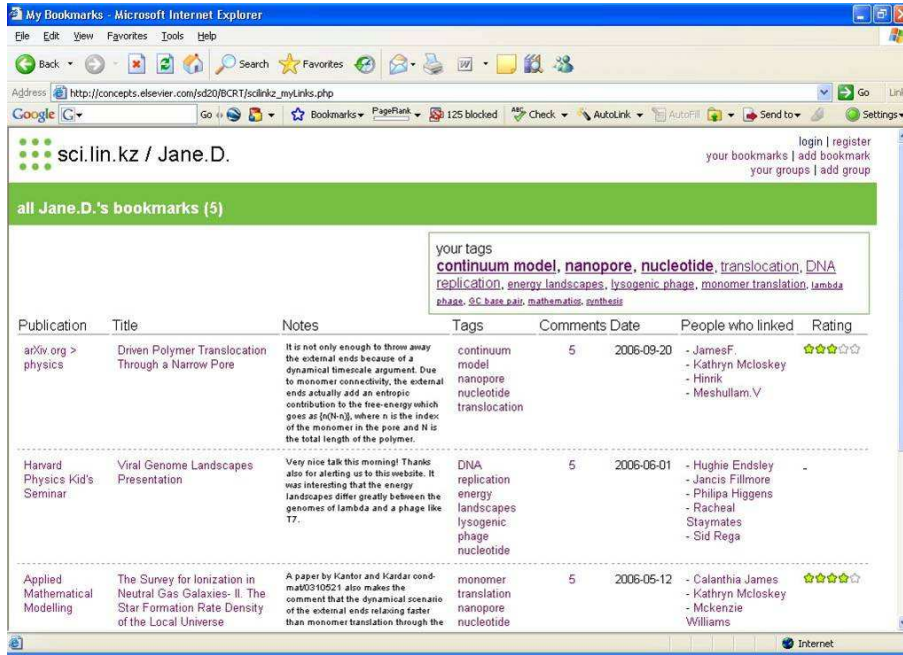 My Bookmarks - Microsoft Internet Explorer
File Edit View Favorites Tools Help
Back Search Favorites
Address http://concepts.elsevier.com/sd20/BCRT/scilinkz_myLinks.php Go Link
Google G Go Bookmarks PageRank 125 blocked ABC Check AutoLink AutoFill Send to Settings
sci.lin.kz / Jane.D.
login | register
your bookmarks | add bookmark
your groups | add group
all Jane.D.'s bookmarks (5)
your tags
continuum model, nanopore, nucleotide, translocation, DNA
replication, energy landscapes, lysogenic phage, monomer translation, lambda
phage, GC base pair, mathematics, synthesis
Publication Title Notes Tags Comments Date People who linked Rating
arXiv.org >
physics
Driven Polymer Translocation
Through a Narrow Pore
It is not only enough to throw away
the external ends because of a
dynamical timescale argument. Due
to monomer connectivity, the external
ends actually add an entropic
contribution to the free-energy which
goes as {n(N-n)}, where n is the index
of the monomer in the pore and N is
the total length of the polymer.
continuum
model
nanopore
nucleotide
translocation
5
2006-09-20
- JamesF.
- Kathryn Mcloskey
- Hinrik
- Meshullam.V
Harvard
Physics Kid's
Seminar
Viral Genome Landscapes
Presentation
Very nice talk this morning! Thanks
also for alerting us to this website. It
was interesting that the energy
landscapes differ greatly between the
genomes of lambda and a phage like
T7.
DNA
replication
energy
landscapes
lysogenic
phage
nucleotide
5
2006-06-01
- Hughie Endsley
- Jancis Fillmore
- Philipa Higgens
- Racheal
Staymates
- Sid Rega
-
Applied
Mathematical
Modelling
The Survey for Ionization in
Neutral Gas Galaxies- II. The
Star Formation Rate Density
of the Local Universe
A paper by Kantor and Kardar cond-
mat/0310521 also makes the
comment that the dynamical scenario
of the external ends relaxing faster
than monomer translation through the
monomer
translation
nanopore
nucleotide
5
2006-05-12
- Calanthia James
- Kathryn Mcloskey
- Mckenzie
Williams
Internet